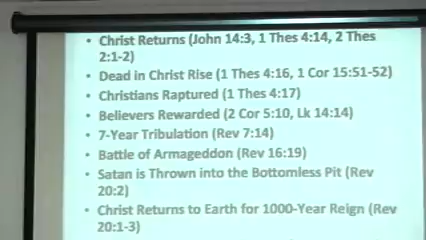 • Christ Returns (John 14:3, 1 Thes 4:14, 2 Thes
2:1-2)
• Dead in Christ Rise (1 Thes 4:16, 1 Cor 15:51-52)
• Christians Raptured (1 Thes 4:17)
• Believers Rewarded (2 Cor 5:10, Lk 14:14)
• 7-Year Tribulation (Rev 7:14)
• Battle of Armageddon (Rev 16:19)
• Satan is Thrown into the Bottomless Pit (Rev
20:2)
• Christ Returns to Earth for 1000-Year Reign (Rev
20:1-3)